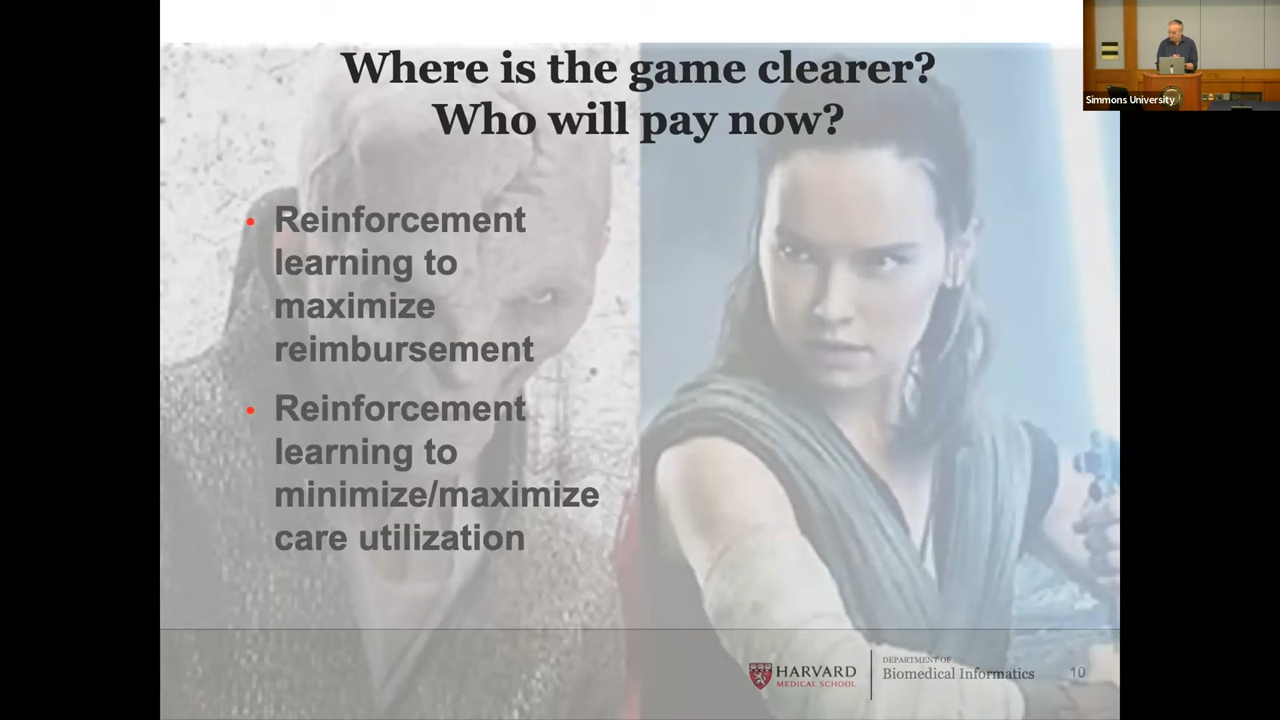 Where is the game clearer?
Who will pay now?
Simmons University
• Reinforcement
learning to
maximize
reimbursement
• Reinforcement
learning to
minimize/maximize
care utilization
HARVARD
MEDICAL SCHOOL
DEPARTMENT OF
Biomedical Informatics
10